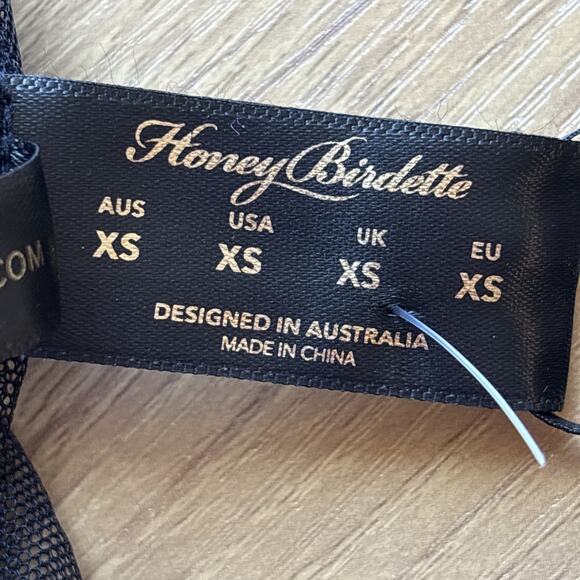 Honey Birdette
AUS USA UK EU
XS XS XS XS
DESIGNED IN AUSTRALIA
MADE IN CHINA
COM